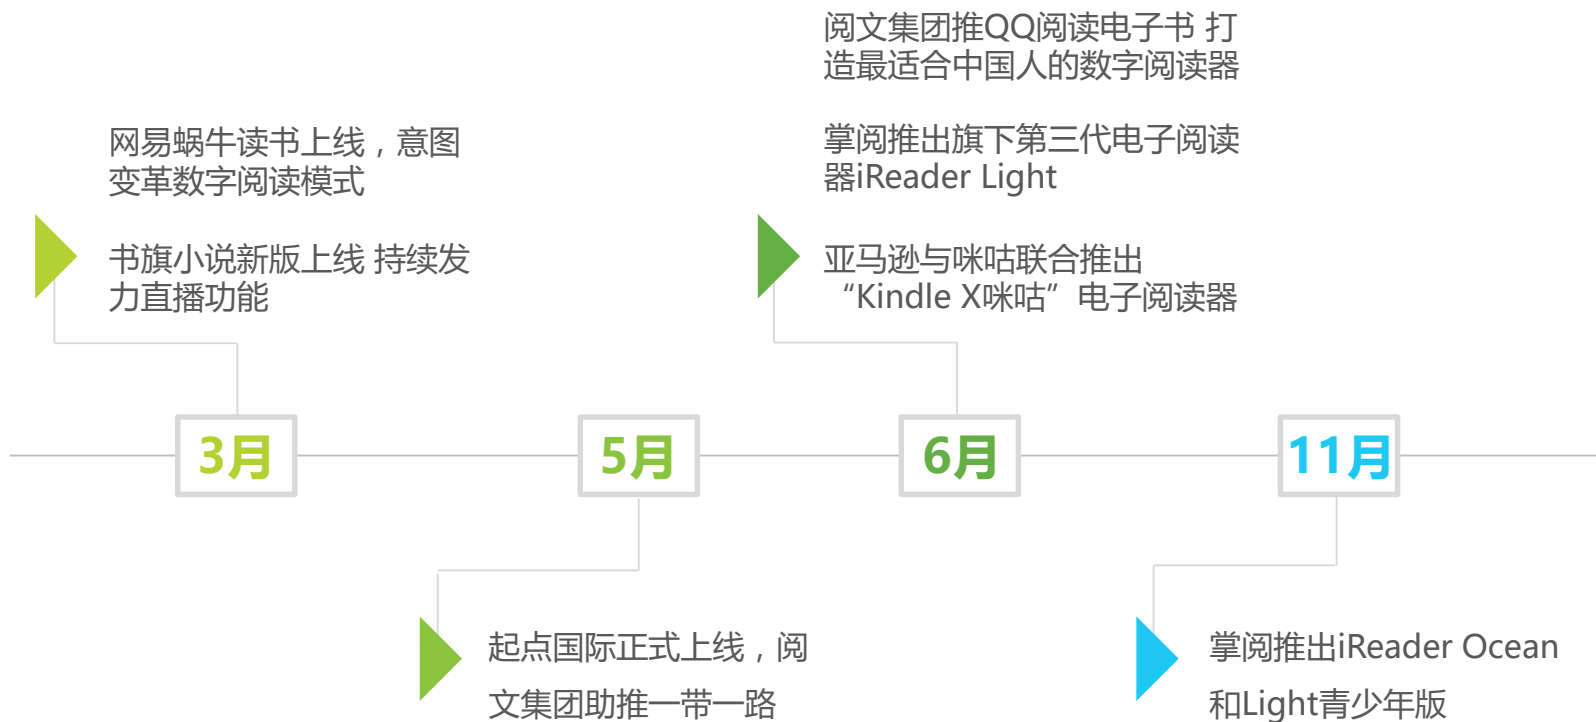 网易蜗牛读书上线，意图
变革数字阅读模式
书旗小说新版上线 持续发
力直播功能
阅文集团推QQ阅读电子书 打
造最适合中国人的数字阅读器
掌阅推出旗下第三代电子阅读
器iReader Light
亚马逊与咪咕联合推出
“Kindle X咪咕”电子阅读器
3月
5月
6月
11月
起点国际正式上线，阅
文集团助推一带一路
掌阅推出iReader Ocean
和Light青少年版